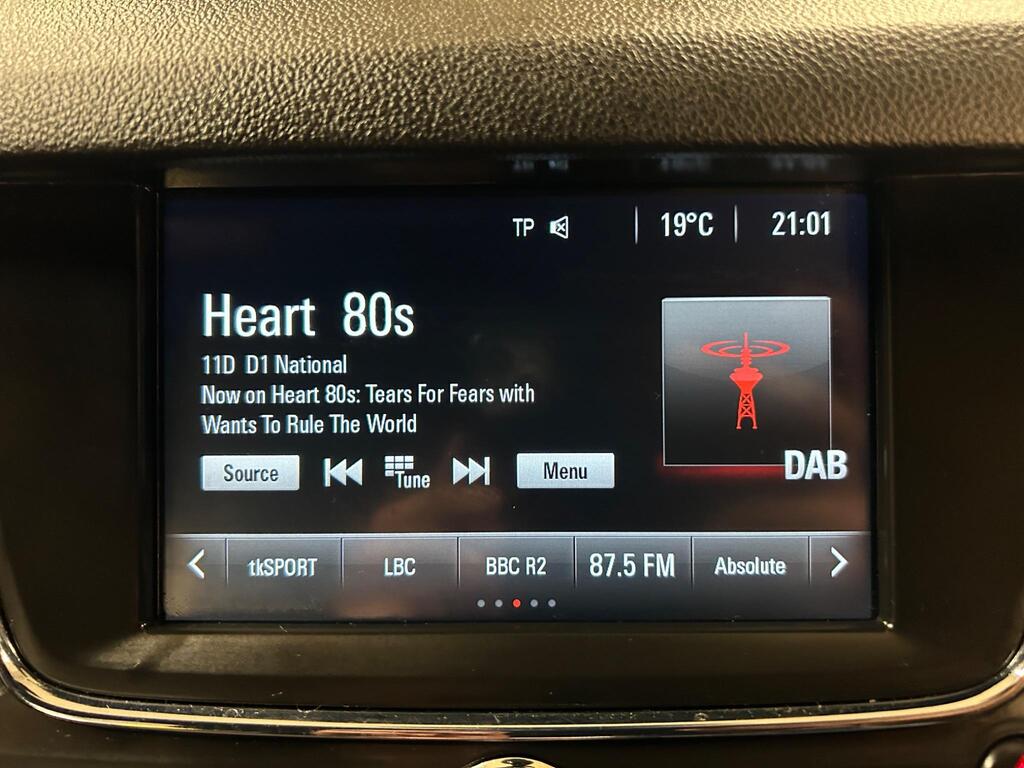 TP 19°C 21:01
Heart 80s
11D D1 National
Now on Heart 80s: Tears For Fears with
Wants To Rule The World
Source Tune Menu
DAB
tkSPORT LBC BBC R2 87.5 FM Absolute